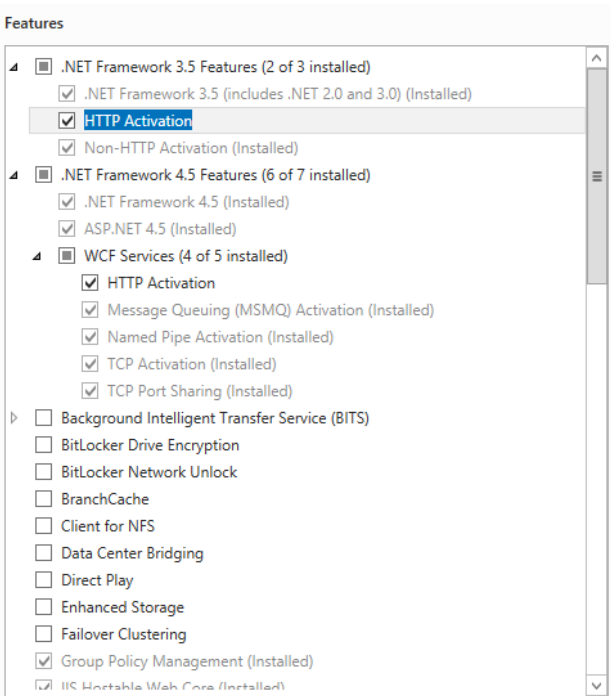 Features
.NET Framework 3.5 Features (2 of 3 installed)
.NET Framework 3.5 (includes .NET 2.0 and 3.0) (Installed)
HTTP Activation
Non-HTTP Activation (Installed)
.NET Framework 4.5 Features (6 of 7 installed)
.NET Framework 4.5 (Installed)
ASP.NET 4.5 (Installed)
WCF Services (4 of 5 installed)
HTTP Activation
Message Queuing (MSMQ) Activation (Installed)
Named Pipe Activation (Installed)
TCP Activation (Installed)
TCP Port Sharing (Installed)
Background Intelligent Transfer Service (BITS)
BitLocker Drive Encryption
BitLocker Network Unlock
BranchCache
Client for NFS
Data Center Bridging
Direct Play
Enhanced Storage
Failover Clustering
Group Policy Management (Installed)
IIS Hostable Web Core (Installed)